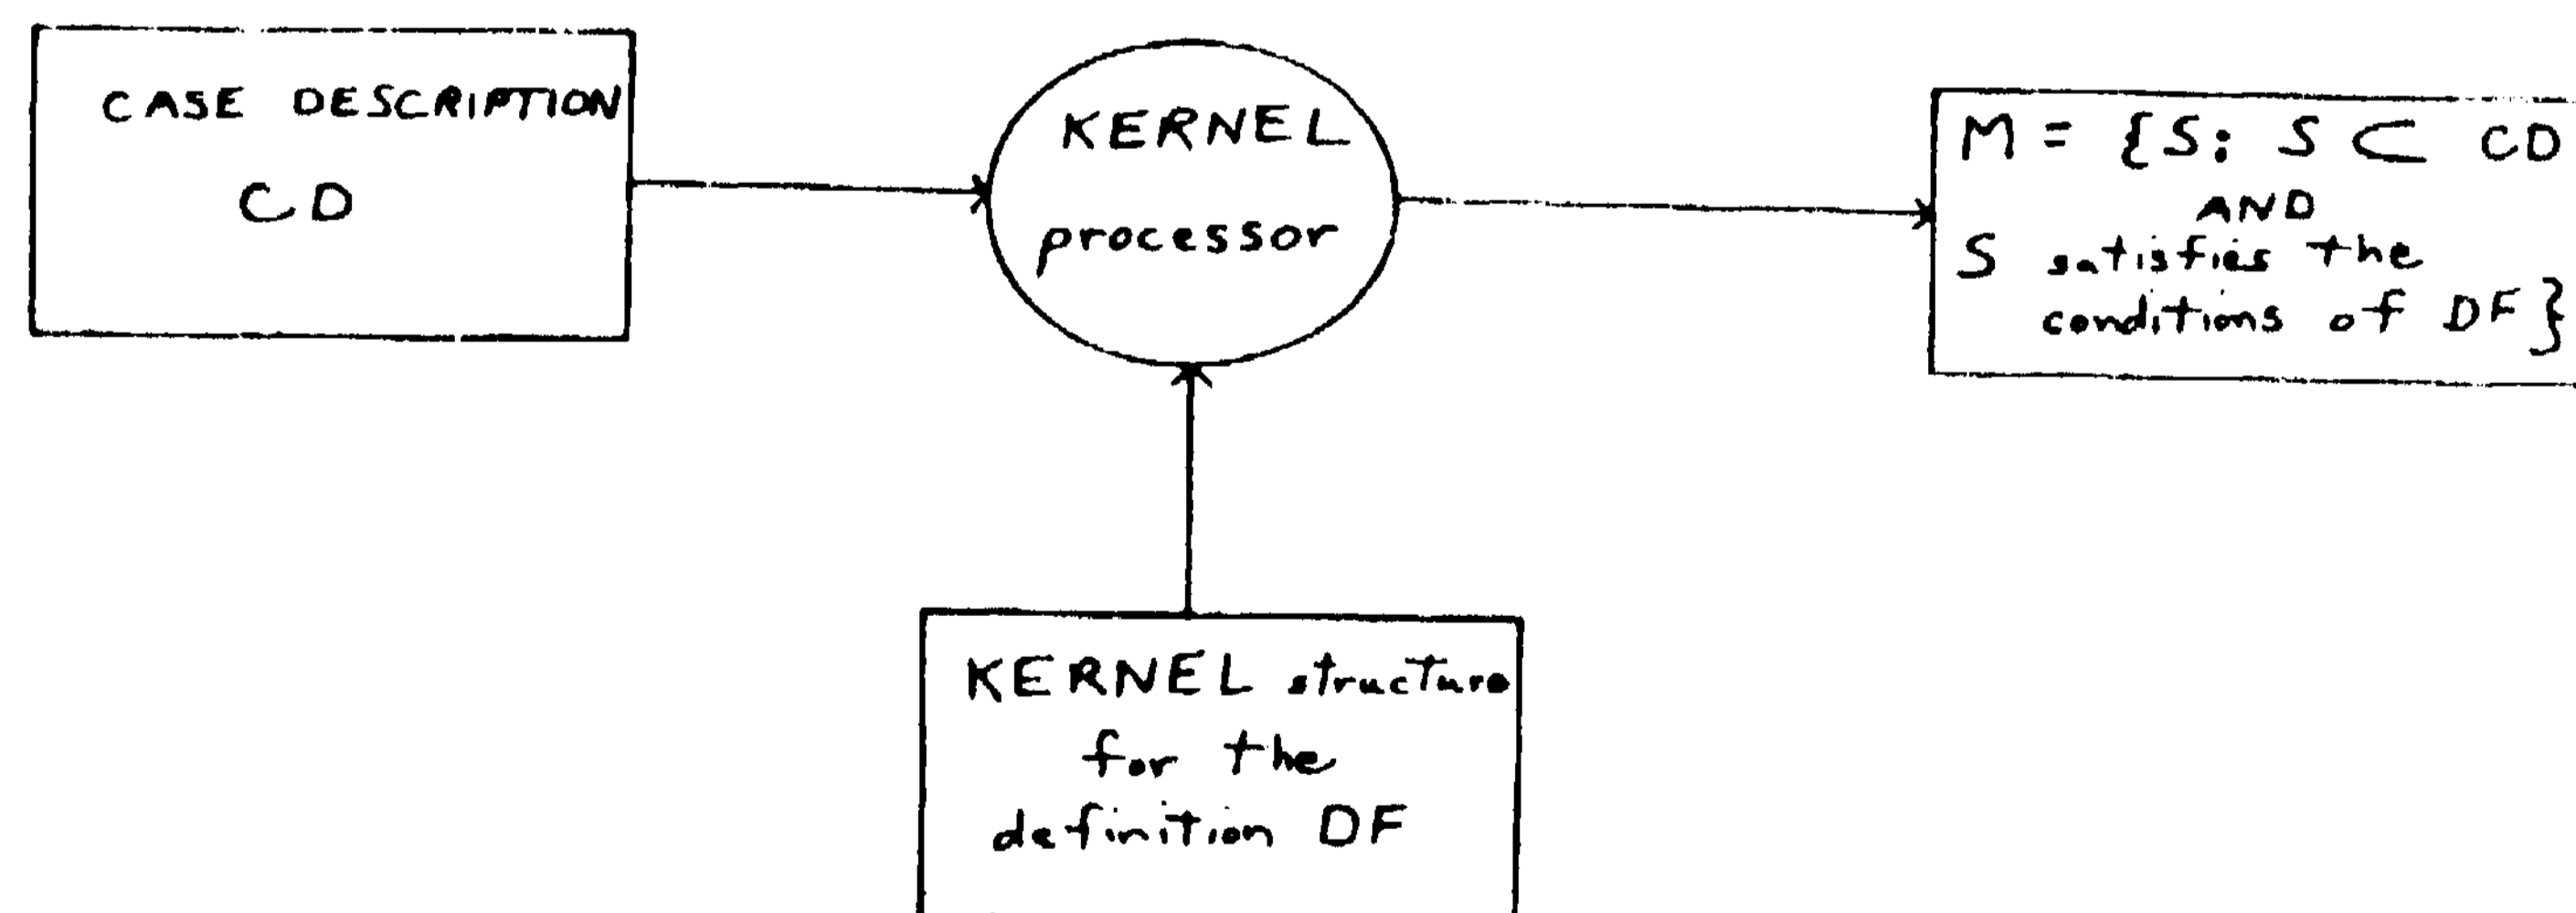 CASE DESCRIPTION
CD
KERNEL
processor
M = {S: S ⊂ CD
AND
S satisfies the
conditions of DF}
KERNEL structure
for the
definition DF